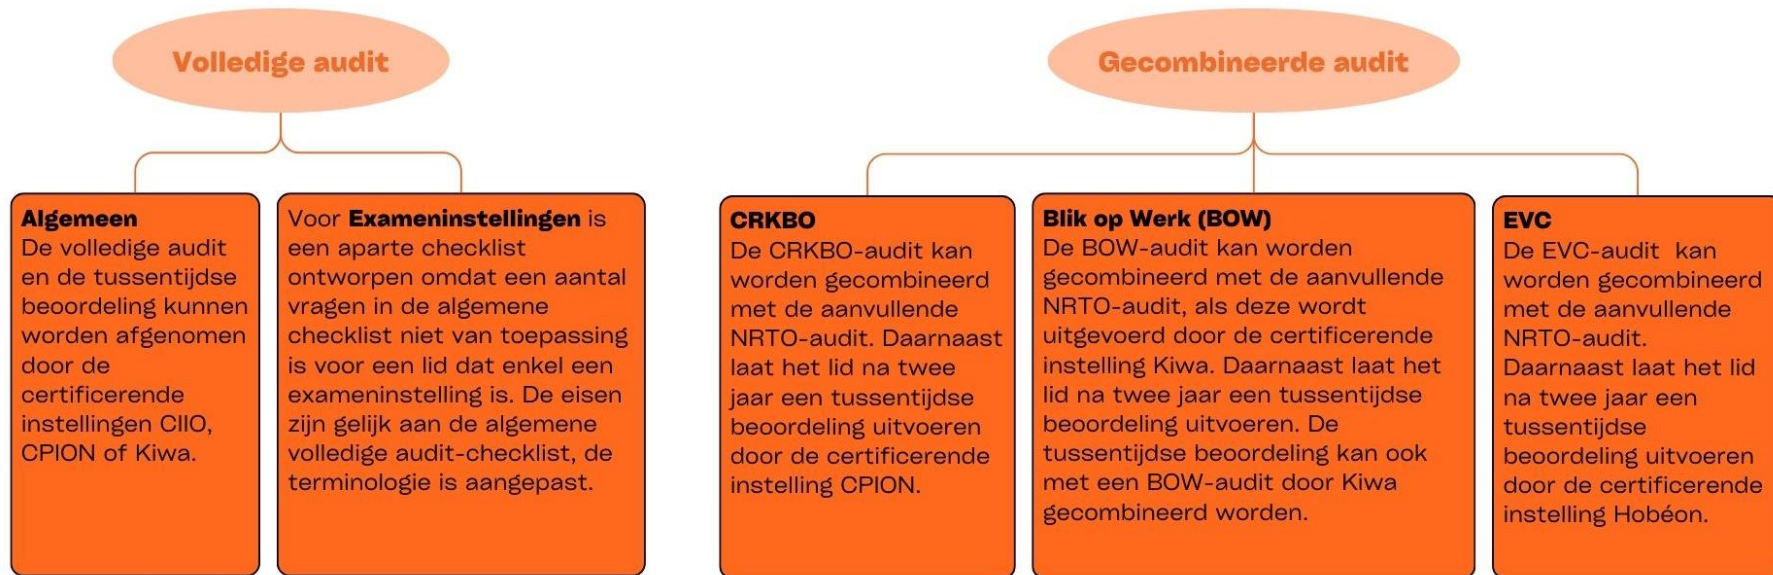 Volledige audit
Algemeen
De volledige audit
en de tussentijdse
beoordeling kunnen
worden afgenomen
door de
certificerende
instellingen CIIO,
CPION of Kiwa.
Voor Exameninstellingen is
een aparte checklist
ontworpen omdat een aantal
vragen in de algemene
checklist niet van toepassing
is voor een lid dat enkel een
exameninstelling is. De eisen
zijn gelijk aan de algemene
volledige audit-checklist, de
terminologie is aangepast.
Gecombineerde audit
CRKBO
De CRKBO-audit kan
worden gecombineerd
met de aanvullende
NRTO-audit. Daarnaast
laat het lid na twee
jaar een tussentijdse
beoordeling uitvoeren
door de certificerende
instelling CPION.
Blik op Werk (BOW)
De BOW-audit kan worden
gecombineerd met de aanvullende
NRTO-audit, als deze wordt
uitgevoerd door de certificerende
instelling Kiwa. Daarnaast laat het
lid na twee jaar een tussentijdse
beoordeling uitvoeren. De
tussentijdse beoordeling kan ook
met een BOW-audit door Kiwa
gecombineerd worden.
EVC
De EVC-audit kan
worden gecombineerd
met de aanvullende
NRTO-audit.
Daarnaast laat het lid
na twee jaar een
tussentijdse
beoordeling uitvoeren
door de certificerende
instelling Hobéon.